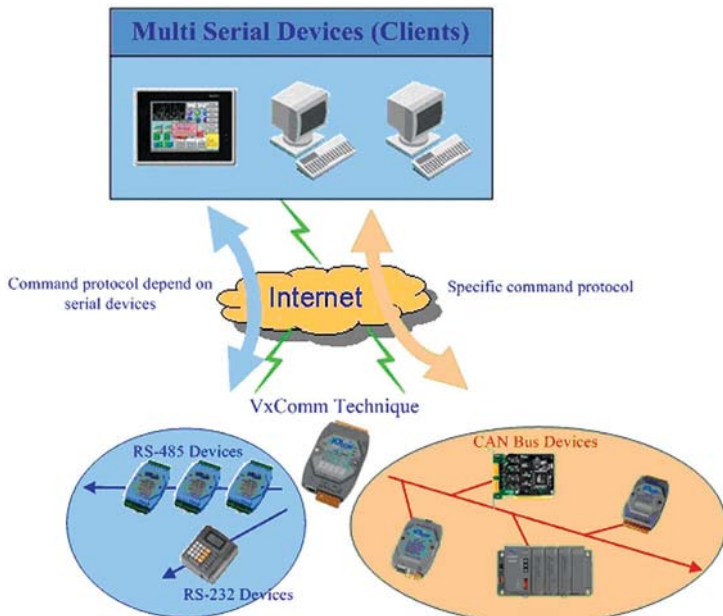 Multi Serial Devices (Clients)
Command protocol depend on
serial devices
Internet
Specific command protocol
VxComm Technique
RS-485 Devices
CAN Bus Devices
RS-232 Devices